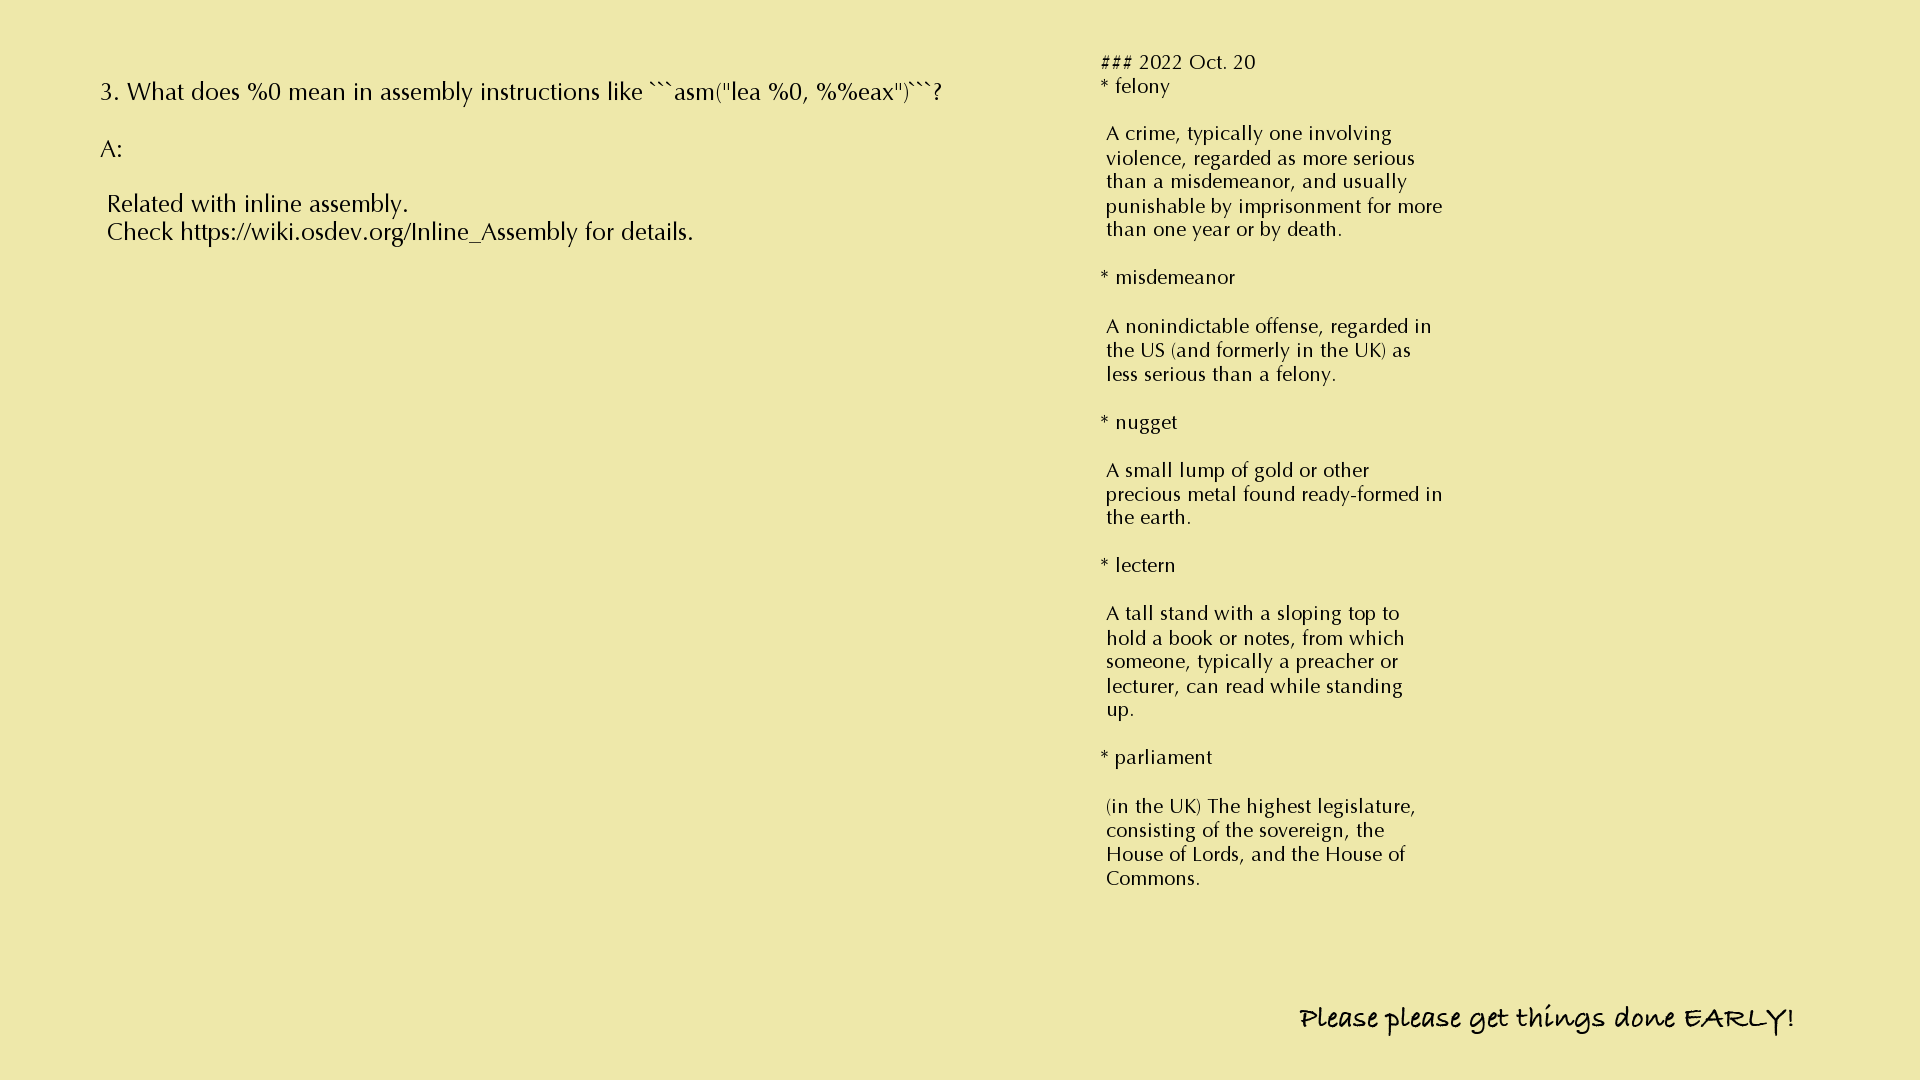 3. What does %0 mean in assembly instructions like ```asm("lea %0, %%eax")```?
A:
Related with inline assembly.
Check https://wiki.osdev.org/Inline_Assembly for details.
### 2022 Oct. 20
* felony
A crime, typically one involving
violence, regarded as more serious
than a misdemeanor, and usually
punishable by imprisonment for more
than one year or by death.
* misdemeanor
A nonindictable offense, regarded in
the US (and formerly in the UK) as
less serious than a felony.
* nugget
A small lump of gold or other
precious metal found ready-formed in
the earth.
* lectern
A tall stand with a sloping top to
hold a book or notes, from which
someone, typically a preacher or
lecturer, can read while standing
up.
* parliament
(in the UK) The highest legislature,
consisting of the sovereign, the
House of Lords, and the House of
Commons.
Please please get things done EARLY!